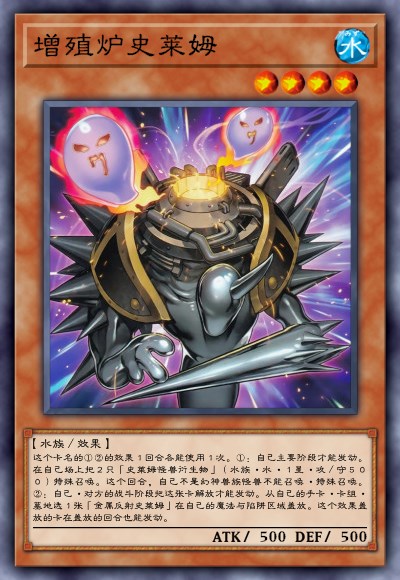 增殖炉史莱姆
水
【水族/效果】
这个卡名的①②的效果1回合各能使用1次。①：自己主要阶段才能发动。
在自己场上把2只「史莱姆怪兽衍生物」（水族·水·1星·攻/守50
0）特殊召唤。这个回合，自己不是幻神兽族怪兽不能召唤·特殊召唤。
②：自己·对方的战斗阶段把这张卡解放才能发动。从自己的手卡·卡组·
墓地选1张「金属反射史莱姆」在自己的魔法与陷阱区域盖放。这个效果盖
放的卡在盖放的回合也能发动。
ATK/ 500 DEF/ 500